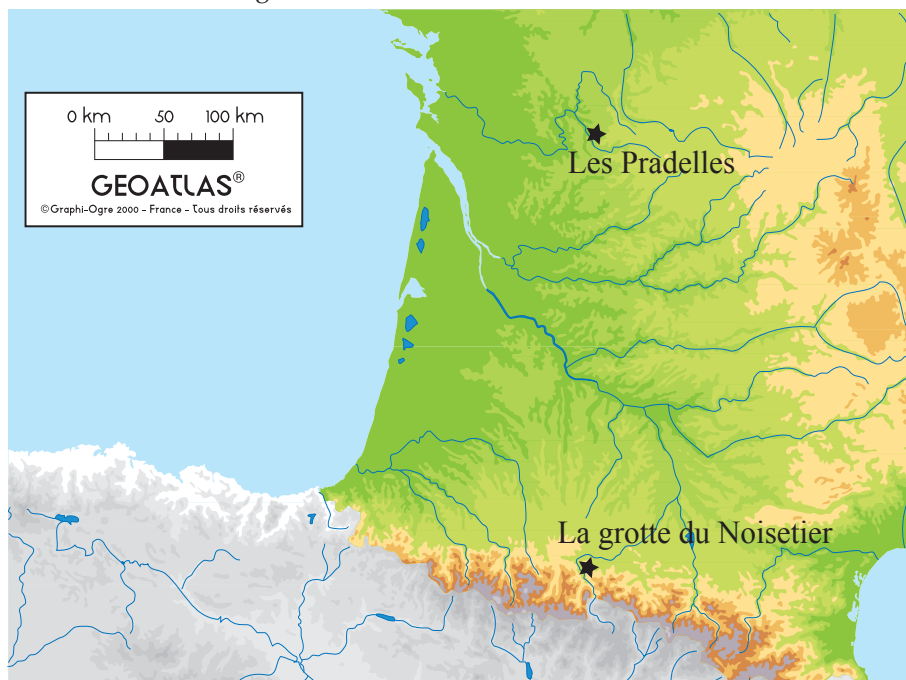 0 km 50 100 km
GEOATLAS®
© Graphi-Ogre 2000 - France - Tous droits réservés
Les Pradelles
La grotte du Noisetier